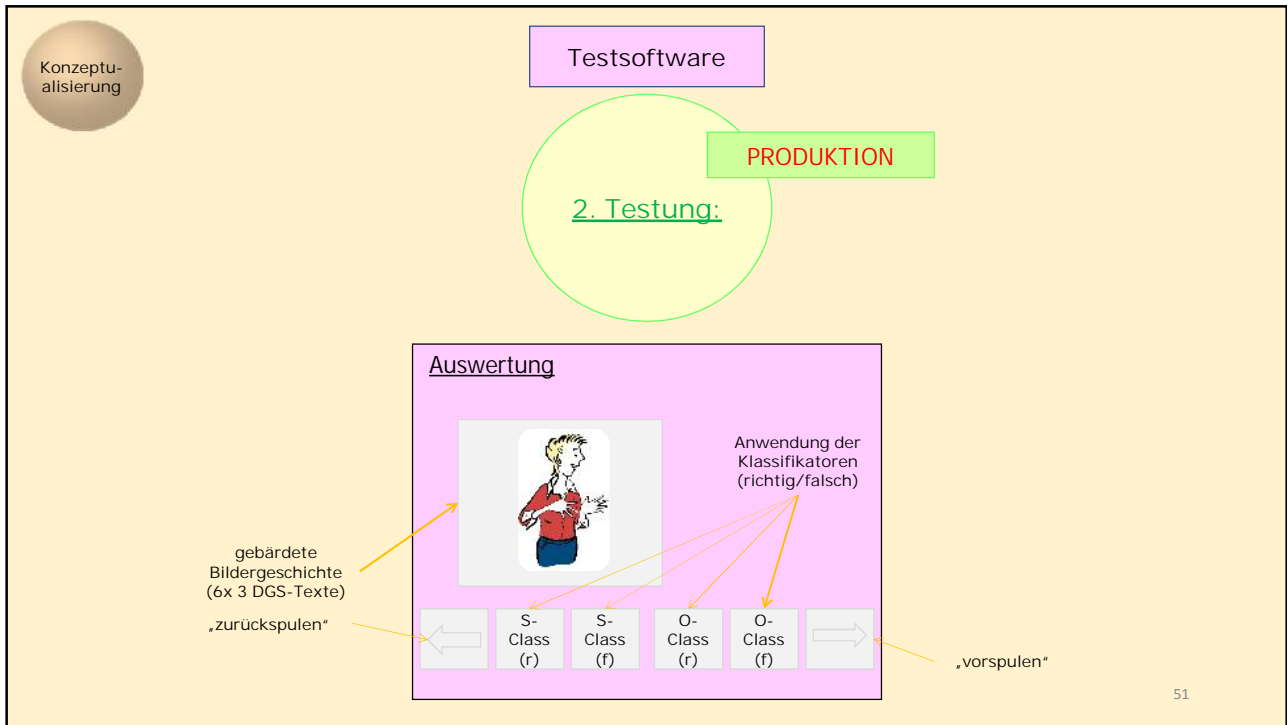 Konzeptu-
alisierung
Testsoftware
PRODUKTION
2. Testung:
Auswertung
Anwendung der
Klassifikatoren
(richtig/falsch)
gebärdete
Bildergeschichte
(6x 3 DGS-Texte)
„zurückspulen“
S-
Class
(r)
S-
Class
(f)
O-
Class
(r)
O-
Class
(f)
„vorspulen“
51